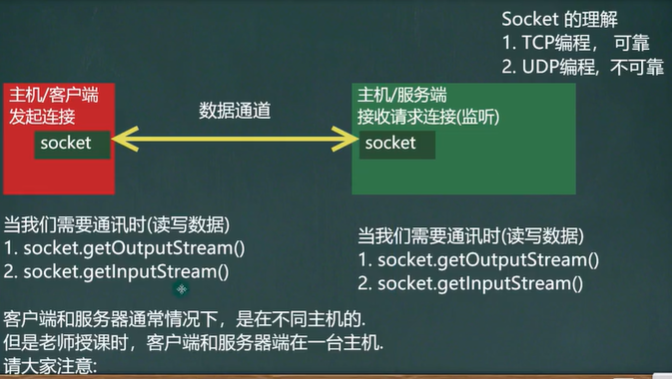 Socket 的理解
1. TCP编程， 可靠
2. UDP编程, 不可靠
主机/客户端
发起连接
socket
数据通道
主机/服务端
接收请求连接(监听)
socket
当我们需要通讯时(读写数据)
1. socket.getOutputStream()
2. socket.getInputStream()
当我们需要通讯时(读写数据)
1. socket.getOutputStream()
2. socket.getInputStream()
客户端和服务器通常情况下，是在不同主机的.
但是老师授课时，客户端和服务器端在一台主机.
请大家注意: